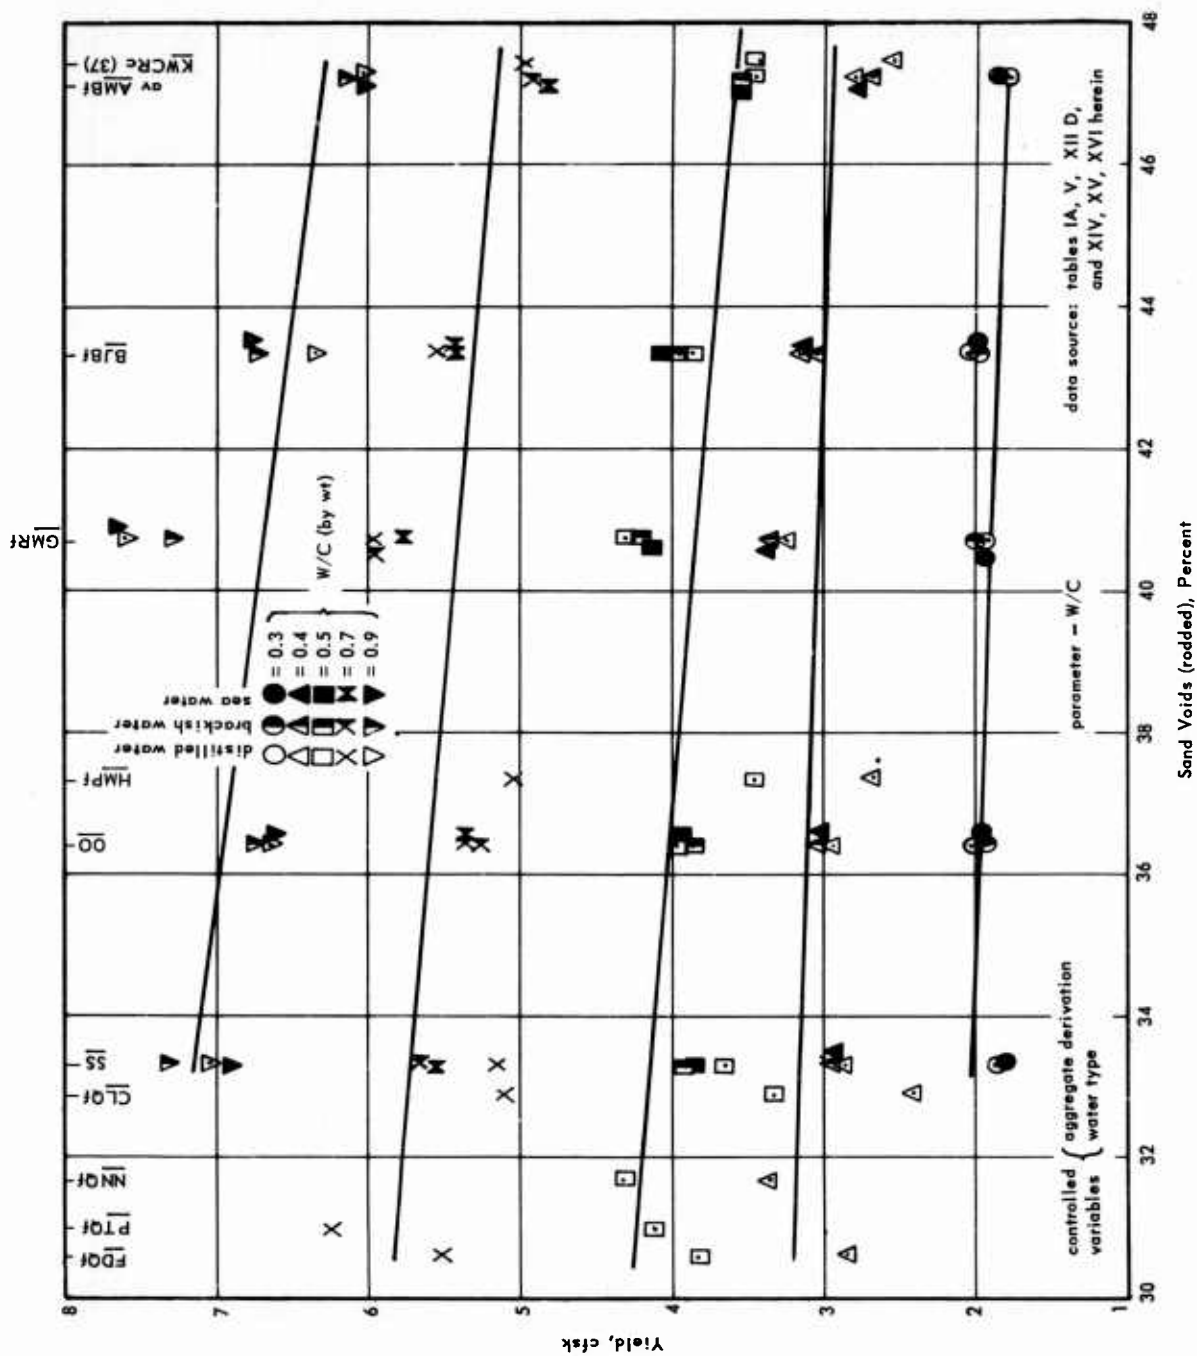 FDQf
PTQf
NNQf
CLQf
SS
OO
HMPf
GMRf
BJBf
av AMBf
KWCRc (37)
distilled water
brackish water
sea water
= 0.3
= 0.4
= 0.5
= 0.7
= 0.9
W/C (by wt)
controlled variables { aggregate derivation
water type
parameter – W/C
data source: tables IA, V, XII D,
and XIV, XV, XVI herein
Yield, cfsk
8
7
6
5
4
3
2
1
30
32
34
36
38
40
42
44
46
48
Sand Voids (rodded), Percent